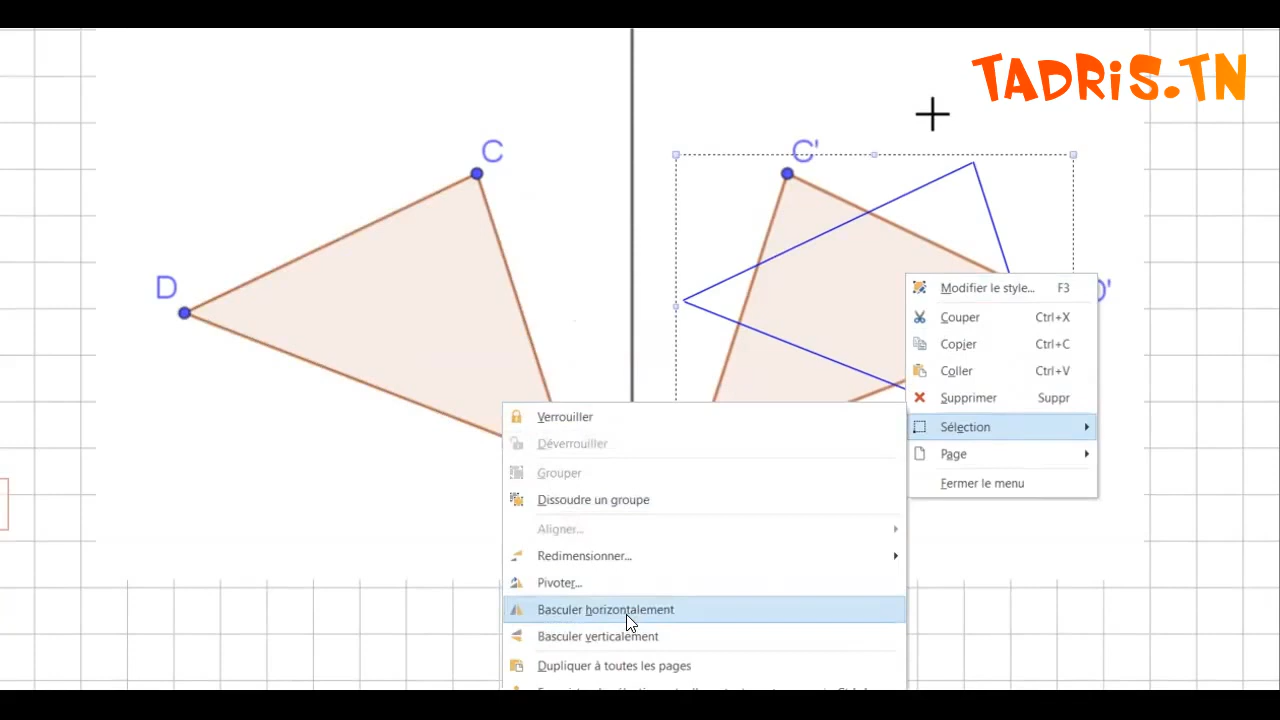 TADRiS.TN
C
C'
D
D'
Modifier le style... F3
Couper Ctrl+X
Copier Ctrl+C
Coller Ctrl+V
Supprimer Suppr
Sélection
Page
Fermer le menu
Verrouiller
Déverrouiller
Grouper
Dissoudre un groupe
Aligner...
Redimensionner...
Pivoter...
Basculer horizontalement
Basculer verticalement
Dupliquer à toutes les pages